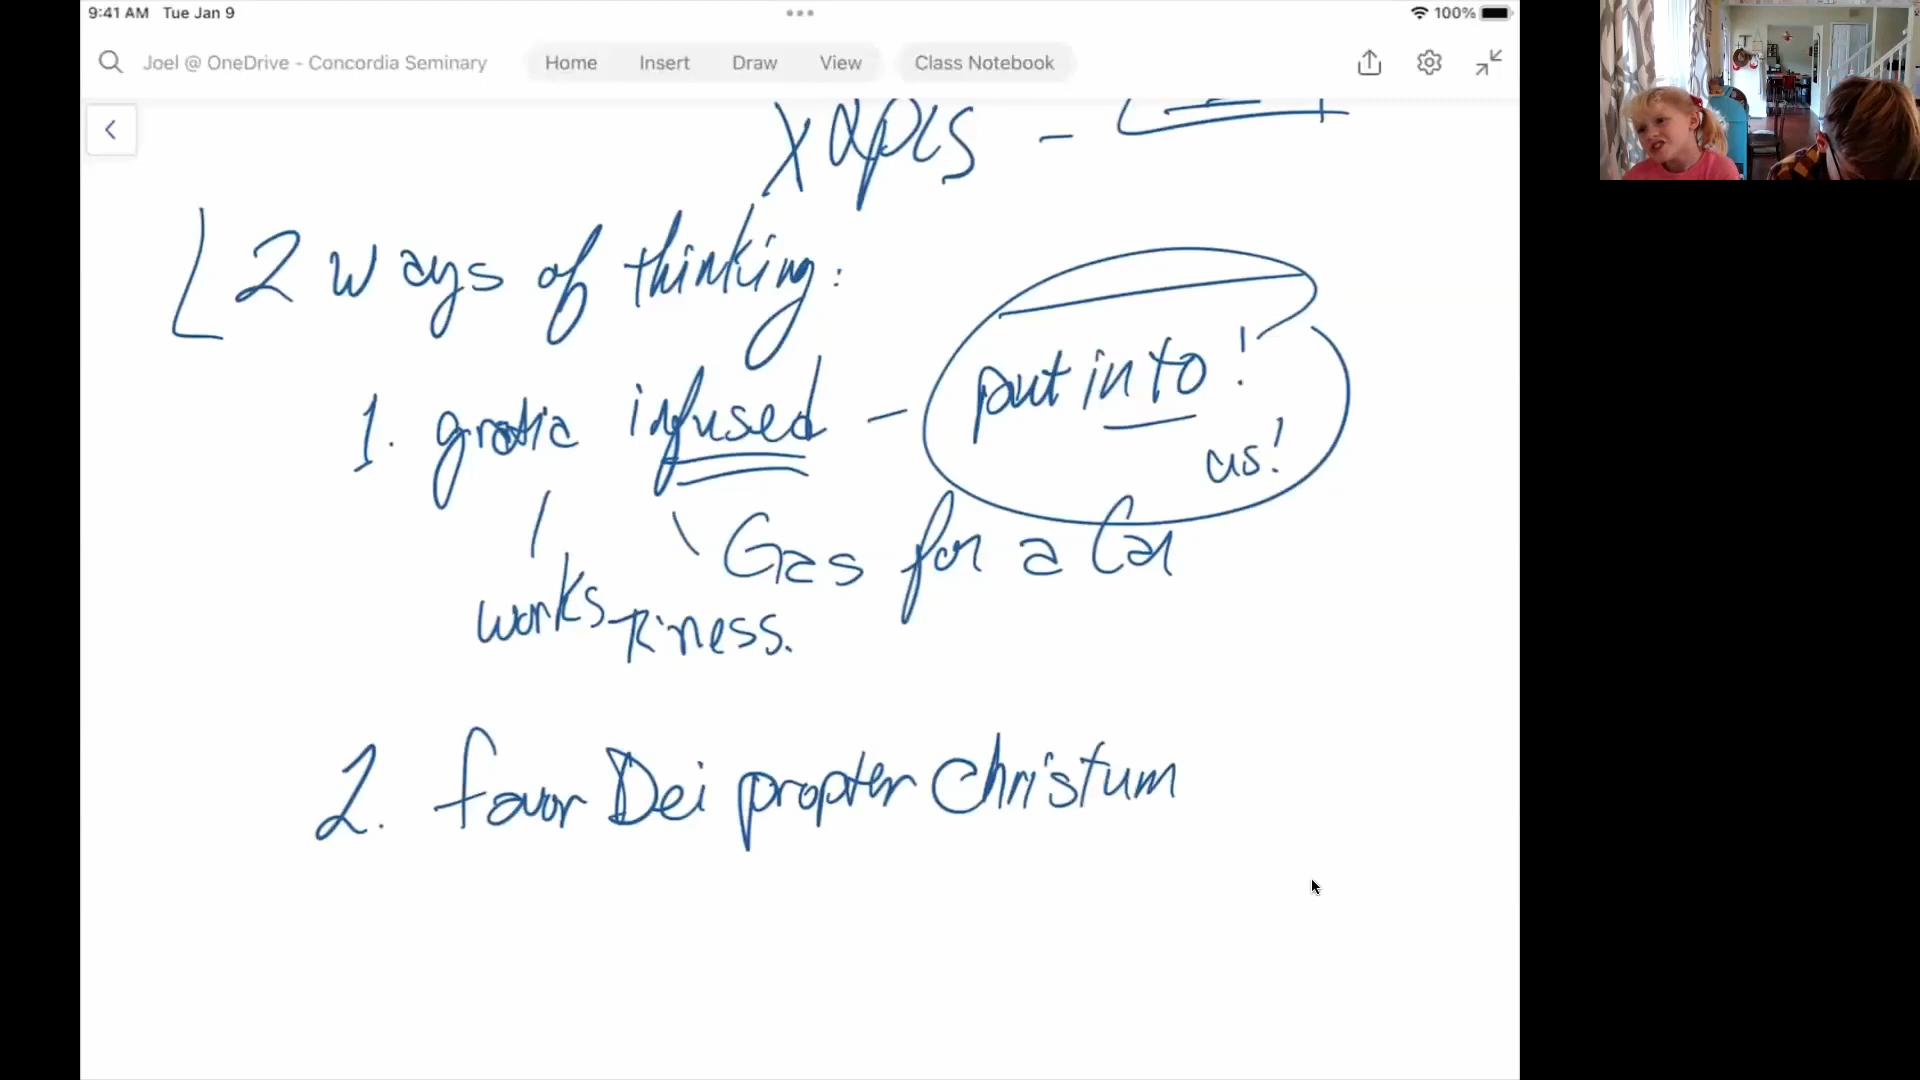 9:41 AM Tue Jan 9
100%
Joel @ OneDrive - Concordia Seminary
Home Insert Draw View Class Notebook
χαρις -
2 ways of thinking:
1. gratia infused - put into!
us!
Gas for a Car
works-R'ness.
2. favor Dei propter Christum